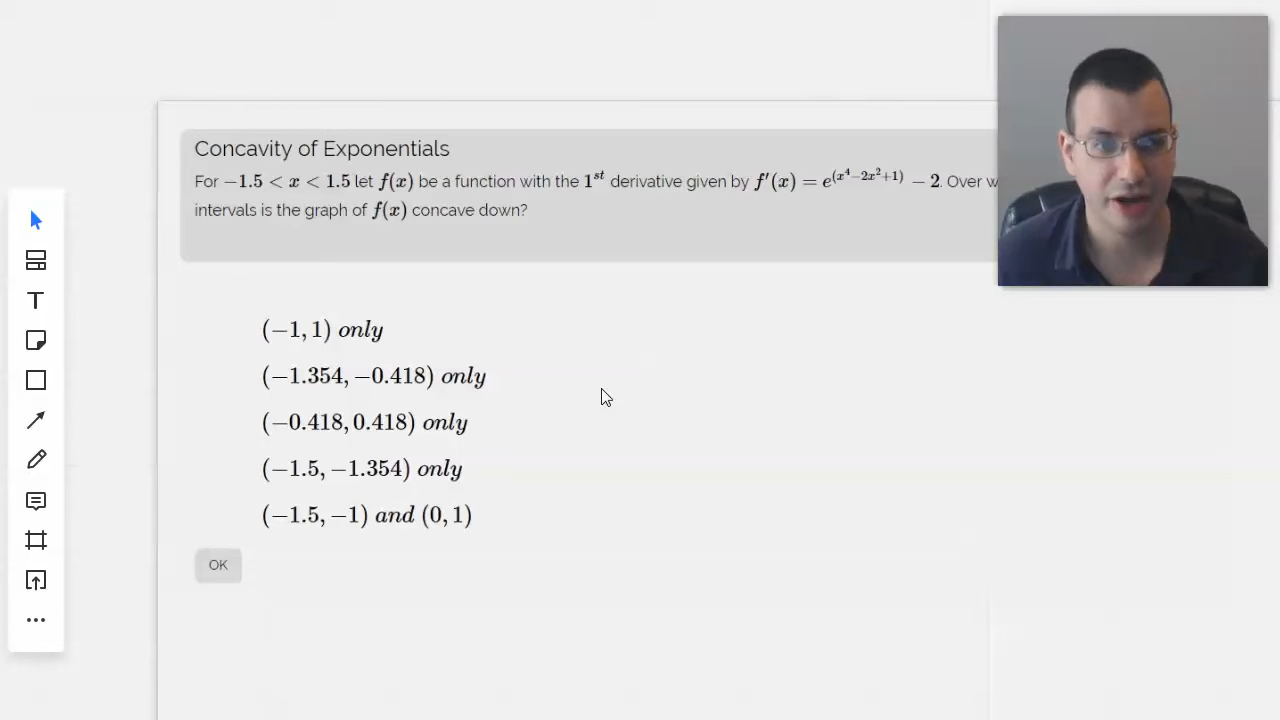 Concavity of Exponentials
For −1.5 < x < 1.5 let f(x) be a function with the 1ˢᵗ derivative given by f′(x) = e^(x⁴−2x²+1) − 2. Over
intervals is the graph of f(x) concave down?
(−1, 1) only
(−1.354, −0.418) only
(−0.418, 0.418) only
(−1.5, −1.354) only
(−1.5, −1) and (0, 1)
OK
T